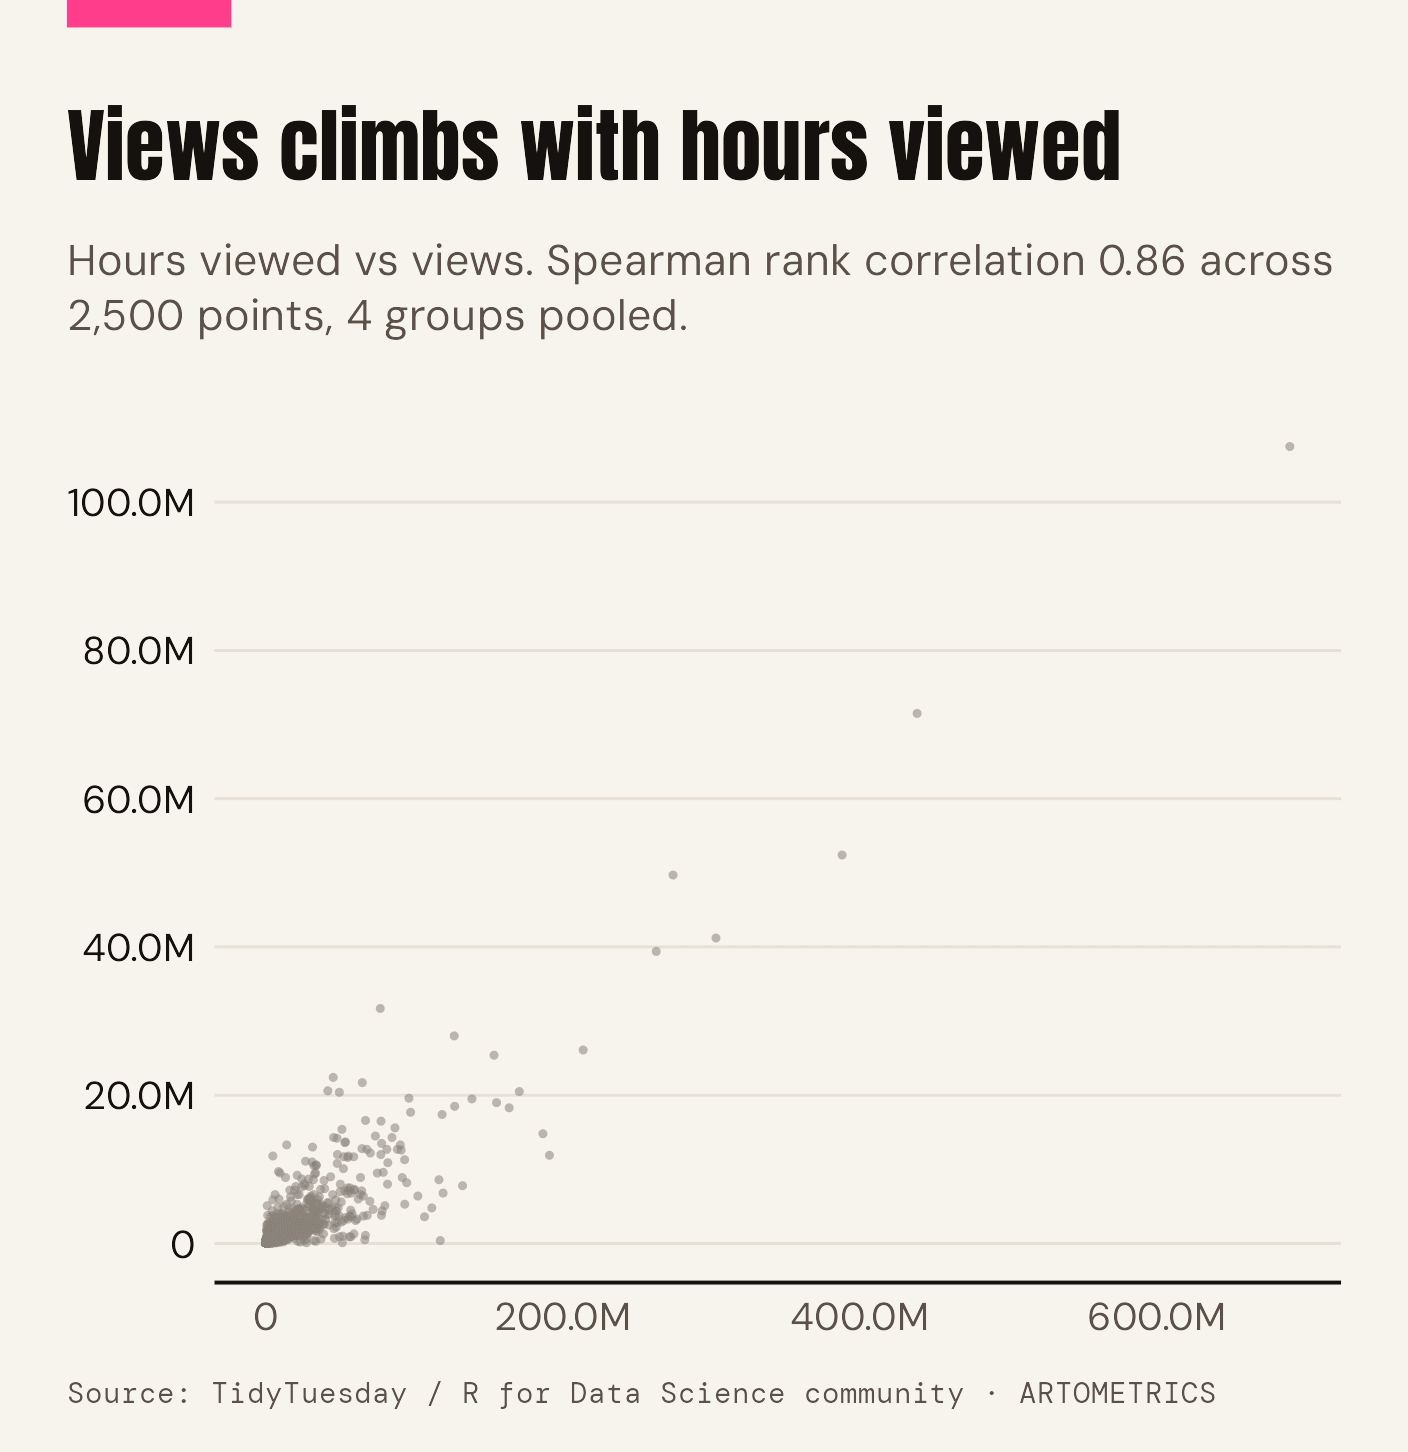 Views climbs with hours viewed
Hours viewed vs views. Spearman rank correlation 0.86 across
2,500 points, 4 groups pooled.
100.0M
80.0M
60.0M
40.0M
20.0M
0
0 200.0M 400.0M 600.0M
Source: TidyTuesday / R for Data Science community · ARTOMETRICS